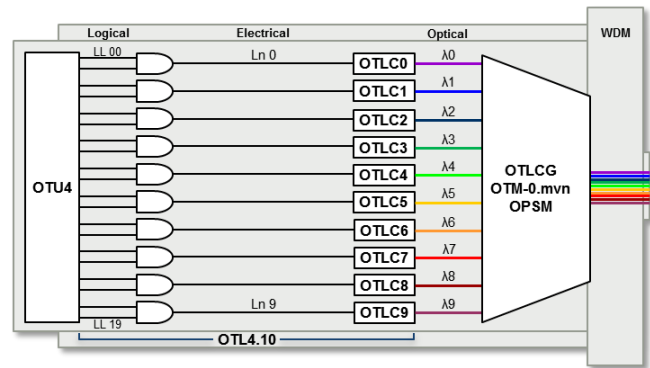 Logical Electrical Optical WDM
LL 00
Ln 0
OTLC0
λ0
OTLC1
λ1
OTLC2
λ2
OTLC3
λ3
OTLC4
λ4
OTU4
OTLCG
OTM-0.mvn
OPSM
OTLC5
λ5
OTLC6
λ6
OTLC7
λ7
OTLC8
λ8
Ln 9
OTLC9
λ9
LL 19
OTL4.10